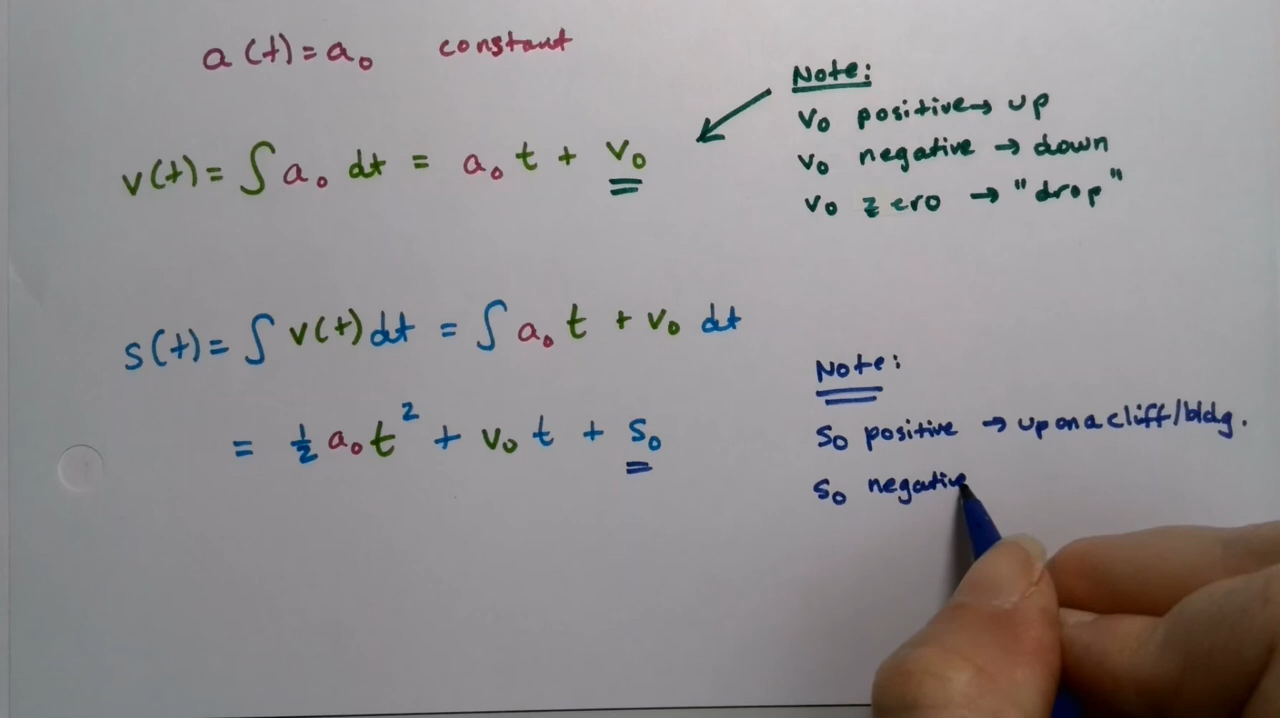 a(t) = a₀ constant
v(t) = ∫ a₀ dt = a₀ t + v₀
Note:
v₀ positive → up
v₀ negative → down
v₀ zero → "drop"
s(t) = ∫ v(t) dt = ∫ a₀ t + v₀ dt
= ½ a₀ t² + v₀ t + s₀
Note:
s₀ positive → up on a cliff/bldg.
s₀ negative